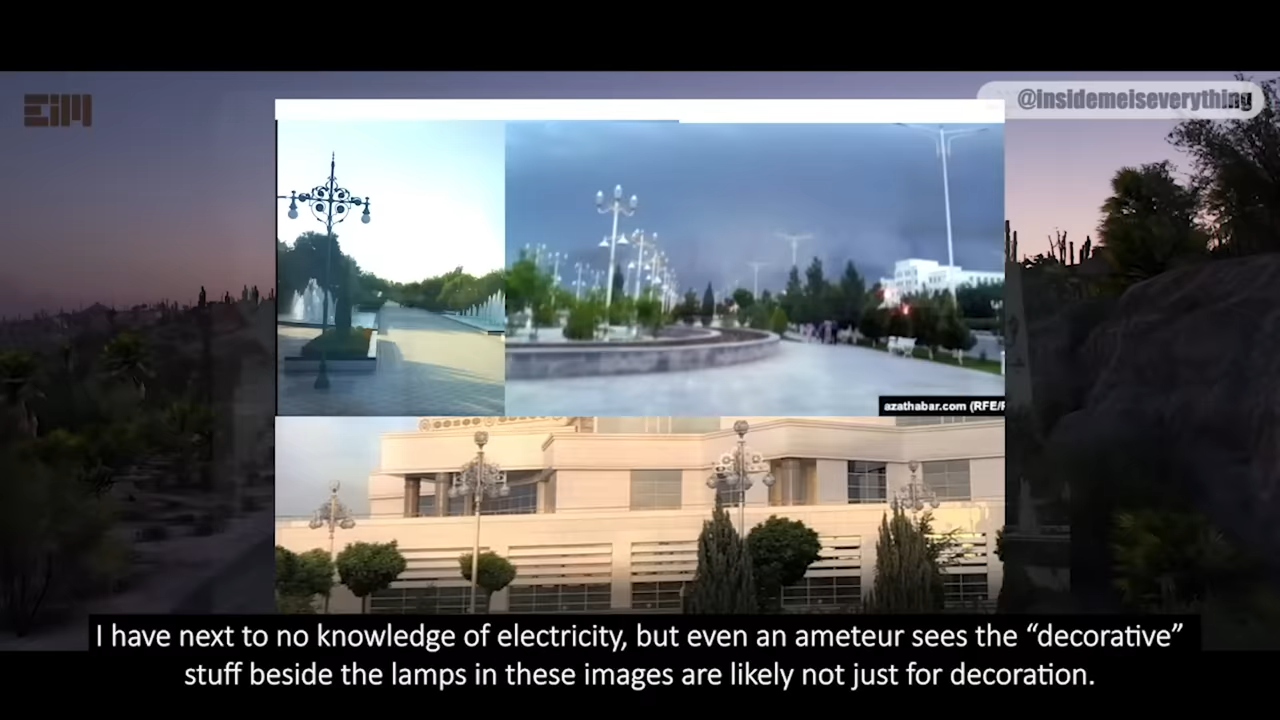 EIM
@Insidemeiseverything
azathabar.com (RFE/
I have next to no knowledge of electricity, but even an ameteur sees the “decorative”
stuff beside the lamps in these images are likely not just for decoration.